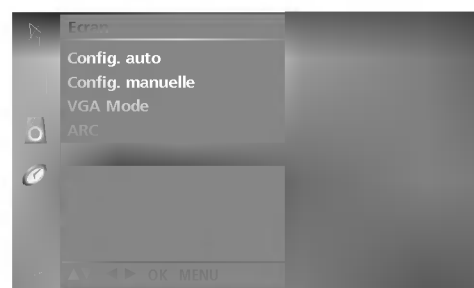 Ecran
Config. auto
Config. manuelle
VGA Mode
ARC
▲▼ ◄ ► OK MENU